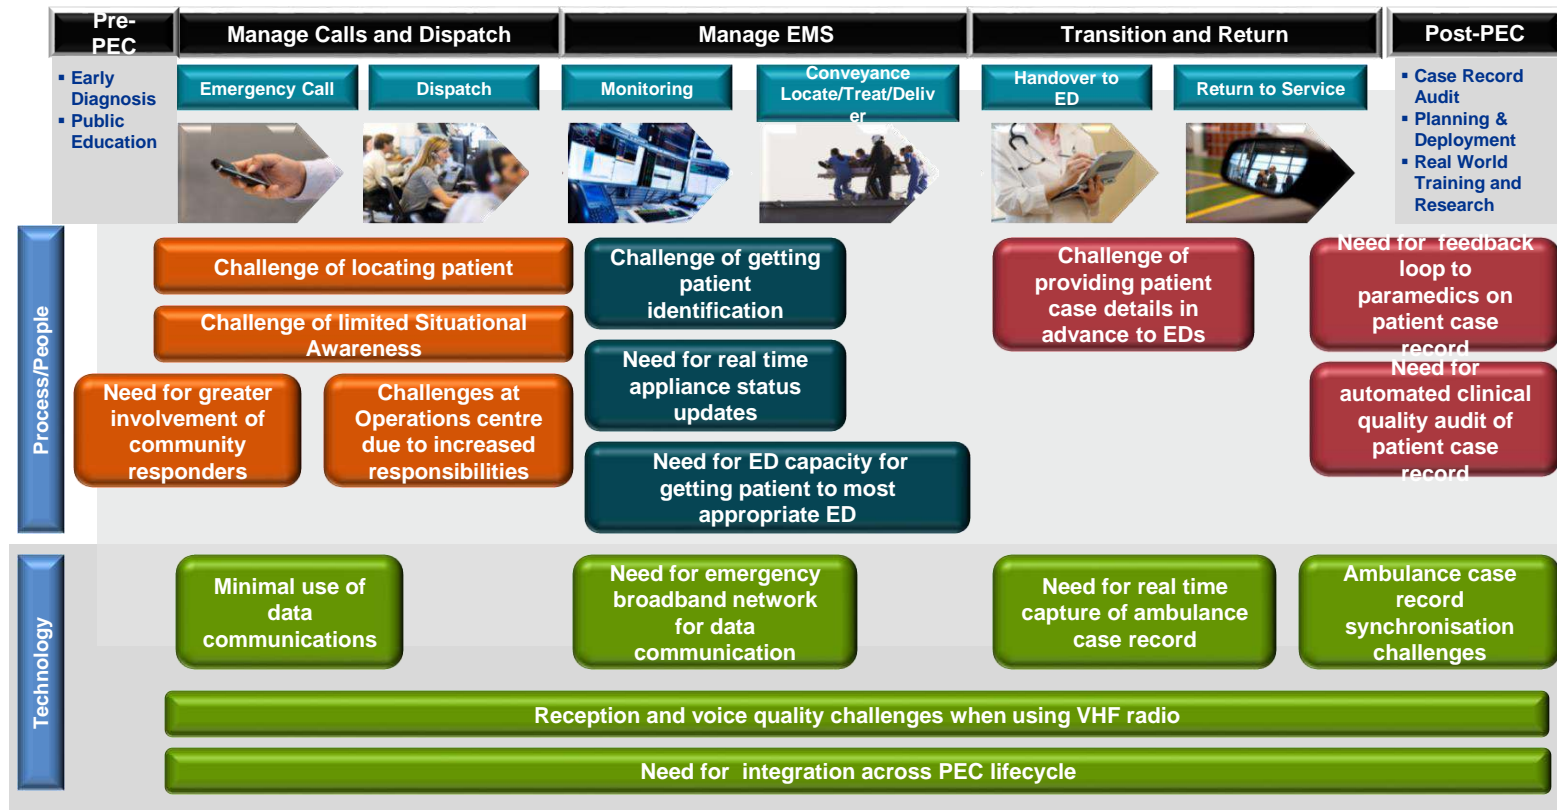 Pre-
PEC
Manage Calls and Dispatch
Manage EMS
Transition and Return
Post-PEC
▪ Early
Diagnosis
▪ Public
Education
Emergency Call
Dispatch
Monitoring
Conveyance
Locate/Treat/Deliv
er
Handover to
ED
Return to Service
▪ Case Record
Audit
▪ Planning &
Deployment
▪ Real World
Training and
Research
Process/People
Challenge of locating patient
Challenge of limited Situational
Awareness
Need for greater
involvement of
community
responders
Challenges at
Operations centre
due to increased
responsibilities
Challenge of getting
patient
identification
Need for real time
appliance status
updates
Need for ED capacity for
getting patient to most
appropriate ED
Challenge of
providing patient
case details in
advance to EDs
Need for feedback
loop to
paramedics on
patient case
record
Need for
automated clinical
quality audit of
patient case
record
Technology
Minimal use of
data
communications
Need for emergency
broadband network
for data
communication
Need for real time
capture of ambulance
case record
Ambulance case
record
synchronisation
challenges
Reception and voice quality challenges when using VHF radio
Need for integration across PEC lifecycle